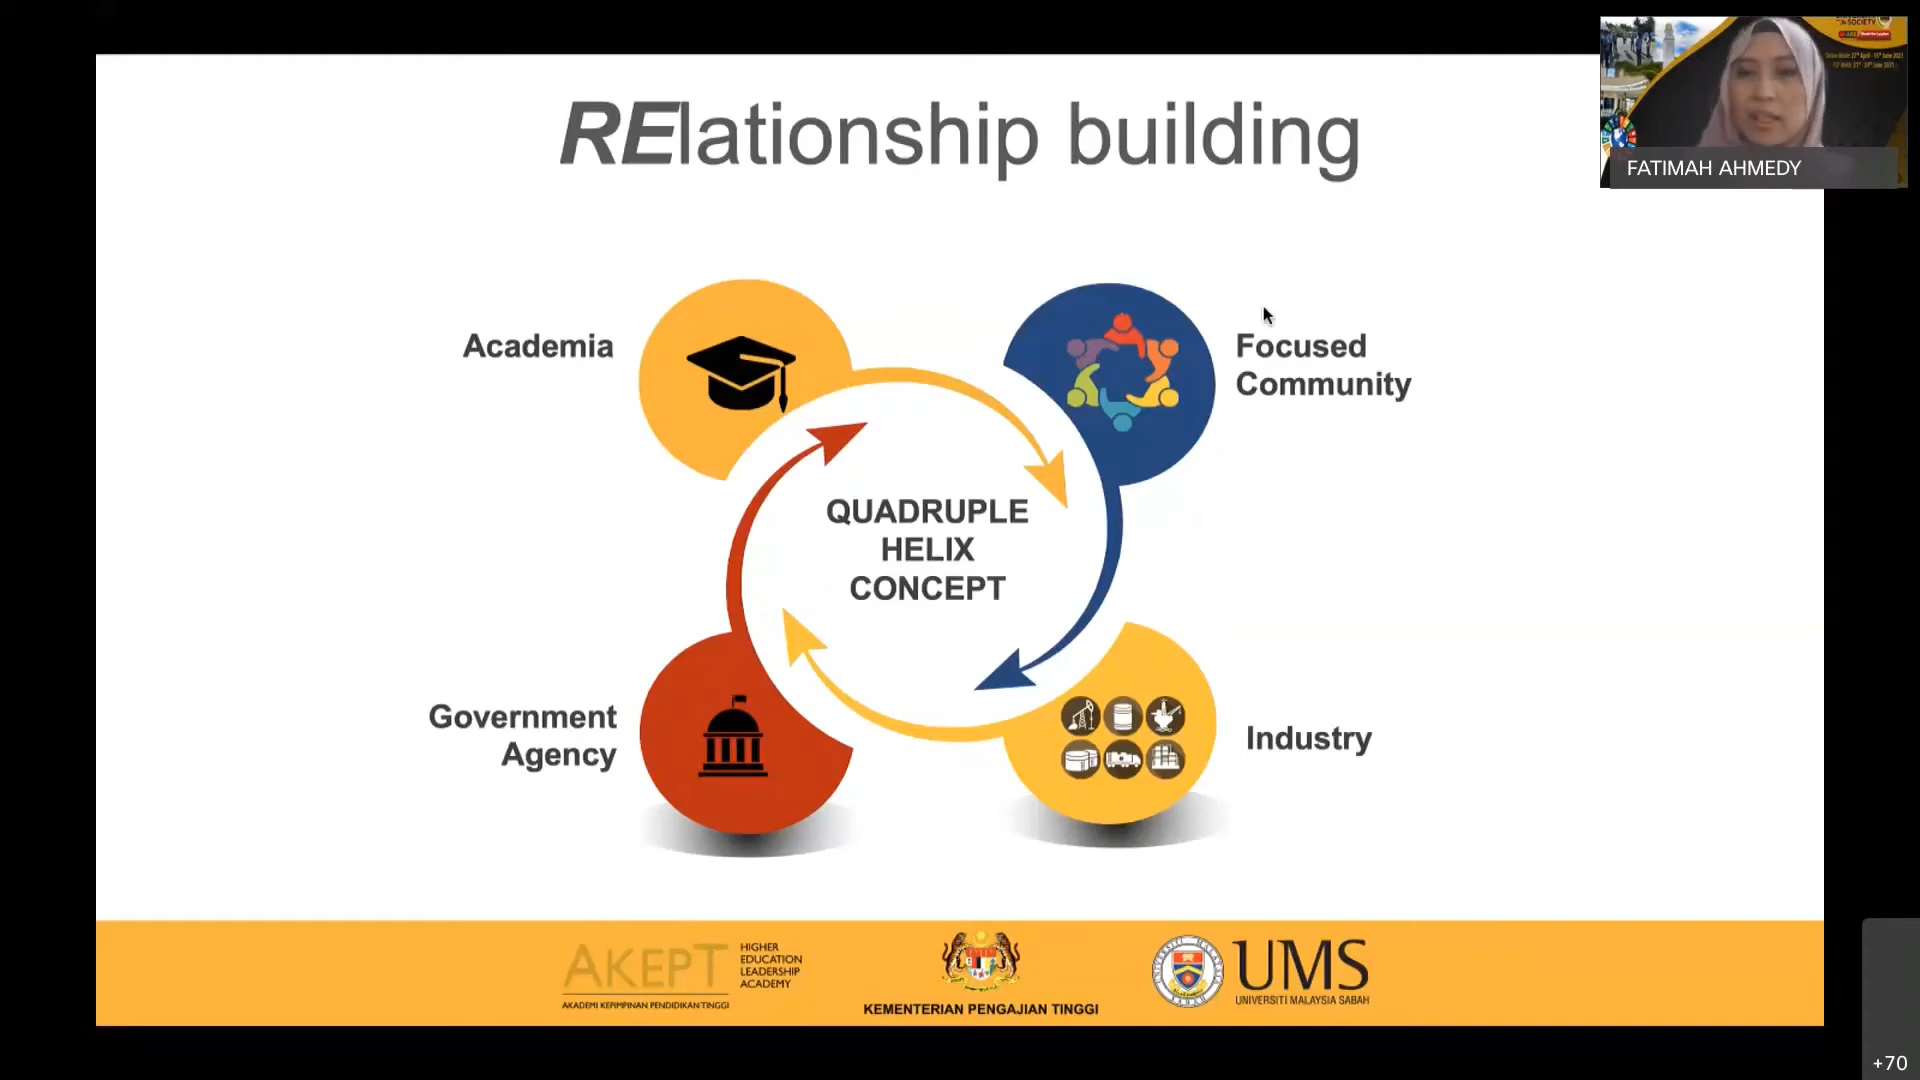 RElationship building
FATIMAH AHMEDY
Academia
Focused
Community
QUADRUPLE
HELIX
CONCEPT
Government
Agency
Industry
AKEPT
HIGHER
EDUCATION
LEADERSHIP
ACADEMY
AKADEMI KEPIMPINAN PENDIDIKAN TINGGI
KEMENTERIAN PENGAJIAN TINGGI
UMS
UNIVERSITI MALAYSIA SABAH
+70